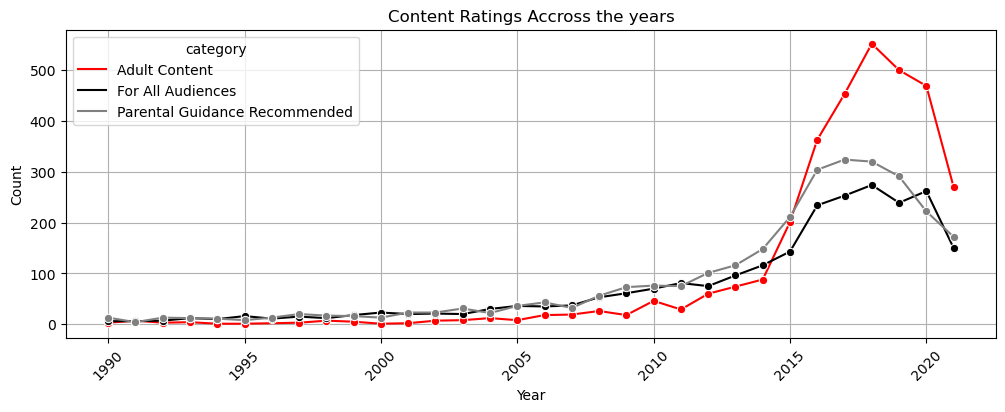 Content Ratings Accross the years
category
Adult Content
For All Audiences
Parental Guidance Recommended
500
400
300
200
100
0
Count
1990
1995
2000
2005
2010
2015
2020
Year